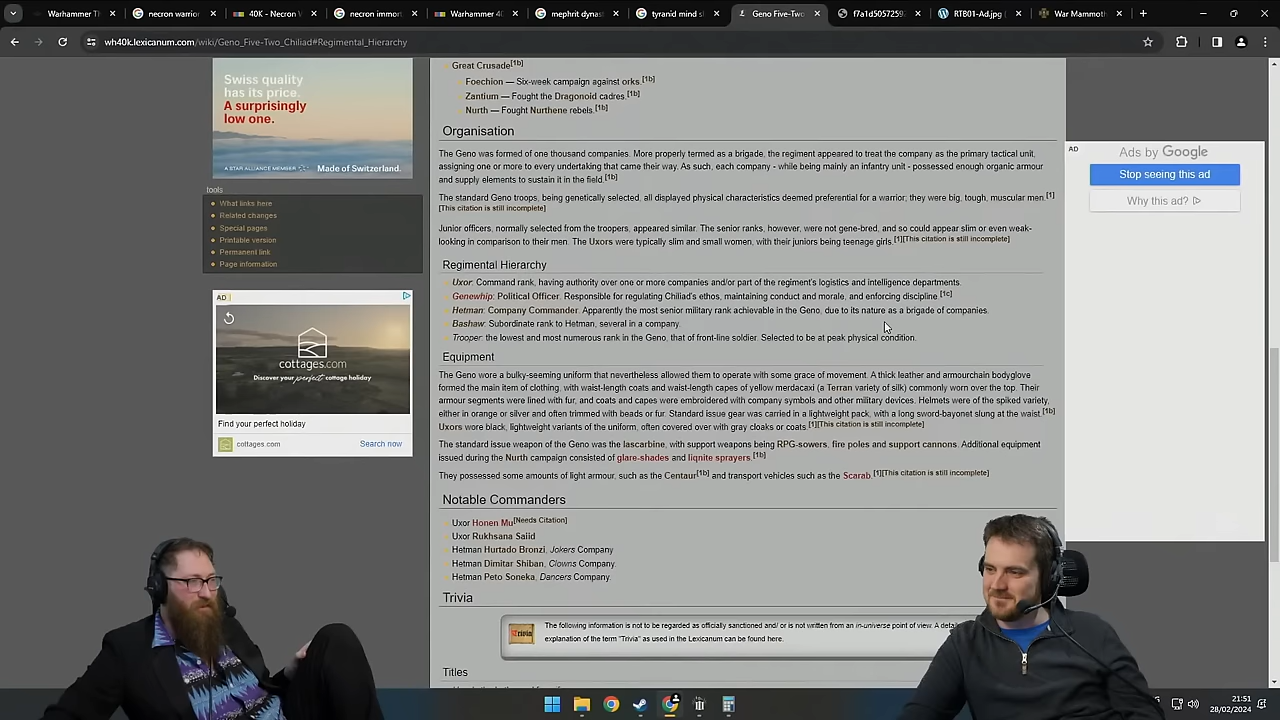 Warhammer T
necron warrior
40K - Necron W
necron immort
Warhammer 4
mephrit dynas
tyranid mind s
Geno Five-Two
f7a1d5057259
RTB01-Ad.jpg (
War Mammot
wh40k.lexicanum.com/wiki/Geno_Five-Two_Chiliad#Regimental_Hierarchy
Swiss quality
has its price.
A surprisingly
low one.
A STAR ALLIANCE MEMBER
Made of Switzerland.
tools
What links here
Related changes
Special pages
Printable version
Permanent link
Page information
AD
cottages.com
Discover your perfect cottage holiday
Find your perfect holiday
cottages.com
Search now
Great Crusade[1b]
Foechion — Six-week campaign against orks.[1b]
Zantium — Fought the Dragonoid cadres.[1b]
Nurth — Fought Nurthene rebels.[1b]
Organisation
The Geno was formed of one thousand companies. More properly termed as a brigade, the regiment appeared to treat the company as the primary tactical unit,
assigning one or more to every undertaking that came their way. As such, each company - while being mainly an infantry unit - possessed enough organic armour
and supply elements to sustain it in the field.[1b]
The standard Geno troops, being genetically selected, all displayed physical characteristics deemed preferential for a warrior; they were big, tough, muscular men.[1]
[This citation is still incomplete]
Junior officers, normally selected from the troopers, appeared similar. The senior ranks, however, were not gene-bred, and so could appear slim or even weak-
looking in comparison to their men. The Uxors were typically slim and small women, with their juniors being teenage girls.[1][This citation is still incomplete]
Regimental Hierarchy
Uxor: Command rank, having authority over one or more companies and/or part of the regiment's logistics and intelligence departments.
Genewhip: Political Officer. Responsible for regulating Chiliad's ethos, maintaining conduct and morale, and enforcing discipline.[1c]
Hetman: Company Commander. Apparently the most senior military rank achievable in the Geno, due to its nature as a brigade of companies.
Bashaw: Subordinate rank to Hetman, several in a company.
Trooper: the lowest and most numerous rank in the Geno, that of front-line soldier. Selected to be at peak physical condition.
Equipment
The Geno wore a bulky-seeming uniform that nevertheless allowed them to operate with some grace of movement. A thick leather and armourchain bodyglove
formed the main item of clothing, with waist-length coats and waist-length capes of yellow merdacaxi (a Terran variety of silk) commonly worn over the top. Their
armour segments were lined with fur, and coats and capes were embroidered with company symbols and other military devices. Helmets were of the spiked variety,
either in orange or silver and often trimmed with beads or fur. Standard issue gear was carried in a lightweight pack, with a long sword-bayonet slung at the waist.[1b]
Uxors wore black, lightweight variants of the uniform, often covered over with gray cloaks or coats.[1][This citation is still incomplete]
The standard issue weapon of the Geno was the lascarbine, with support weapons being RPG-sowers, fire poles and support cannons. Additional equipment
issued during the Nurth campaign consisted of glare-shades and liqnite sprayers.[1b]
They possessed some amounts of light armour, such as the Centaur[1b] and transport vehicles such as the Scarab.[1][This citation is still incomplete]
Notable Commanders
Uxor Honen Mu[Needs Citation]
Uxor Rukhsana Saiid
Hetman Hurtado Bronzi, Jokers Company
Hetman Dimitar Shiban, Clowns Company.
Hetman Peto Soneka, Dancers Company.
Trivia
Trivia
The following information is not to be regarded as officially sanctioned and/ or is not written from an in-universe point of view. A deta
explanation of the term "Trivia" as used in the Lexicanum can be found here.
Titles
AD
Ads by Google
Stop seeing this ad
Why this ad?
21:51
28/02/2024